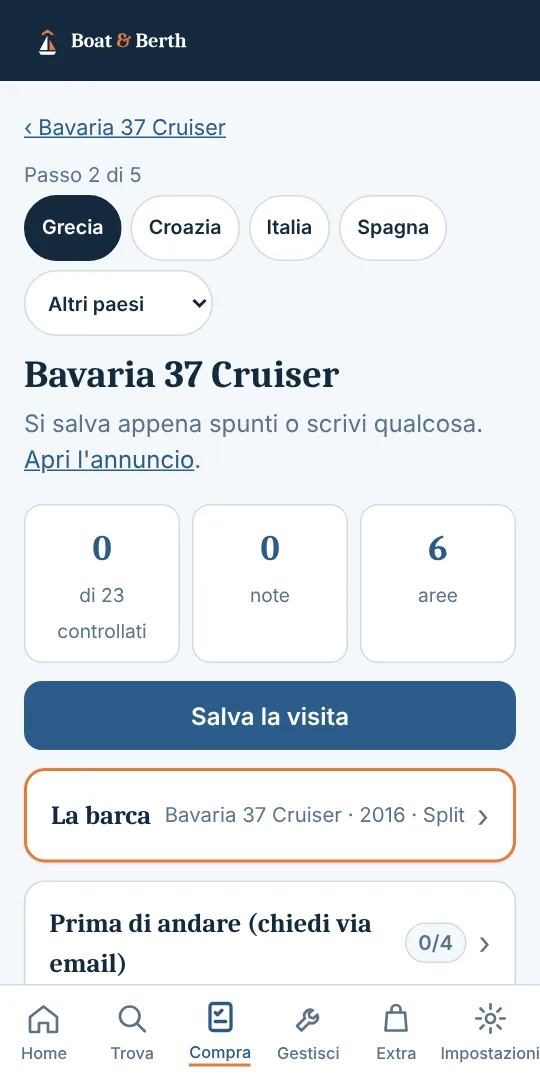 Boat & Berth
‹ Bavaria 37 Cruiser
Passo 2 di 5
Grecia
Croazia
Italia
Spagna
Altri paesi
Bavaria 37 Cruiser
Si salva appena spunti o scrivi qualcosa.
Apri l'annuncio.
0
di 23
controllati
0
note
6
aree
Salva la visita
La barca Bavaria 37 Cruiser · 2016 · Split ›
Prima di andare (chiedi via
email)
0/4 ›
Home
Trova
Compra
Gestisci
Extra
Impostazioni